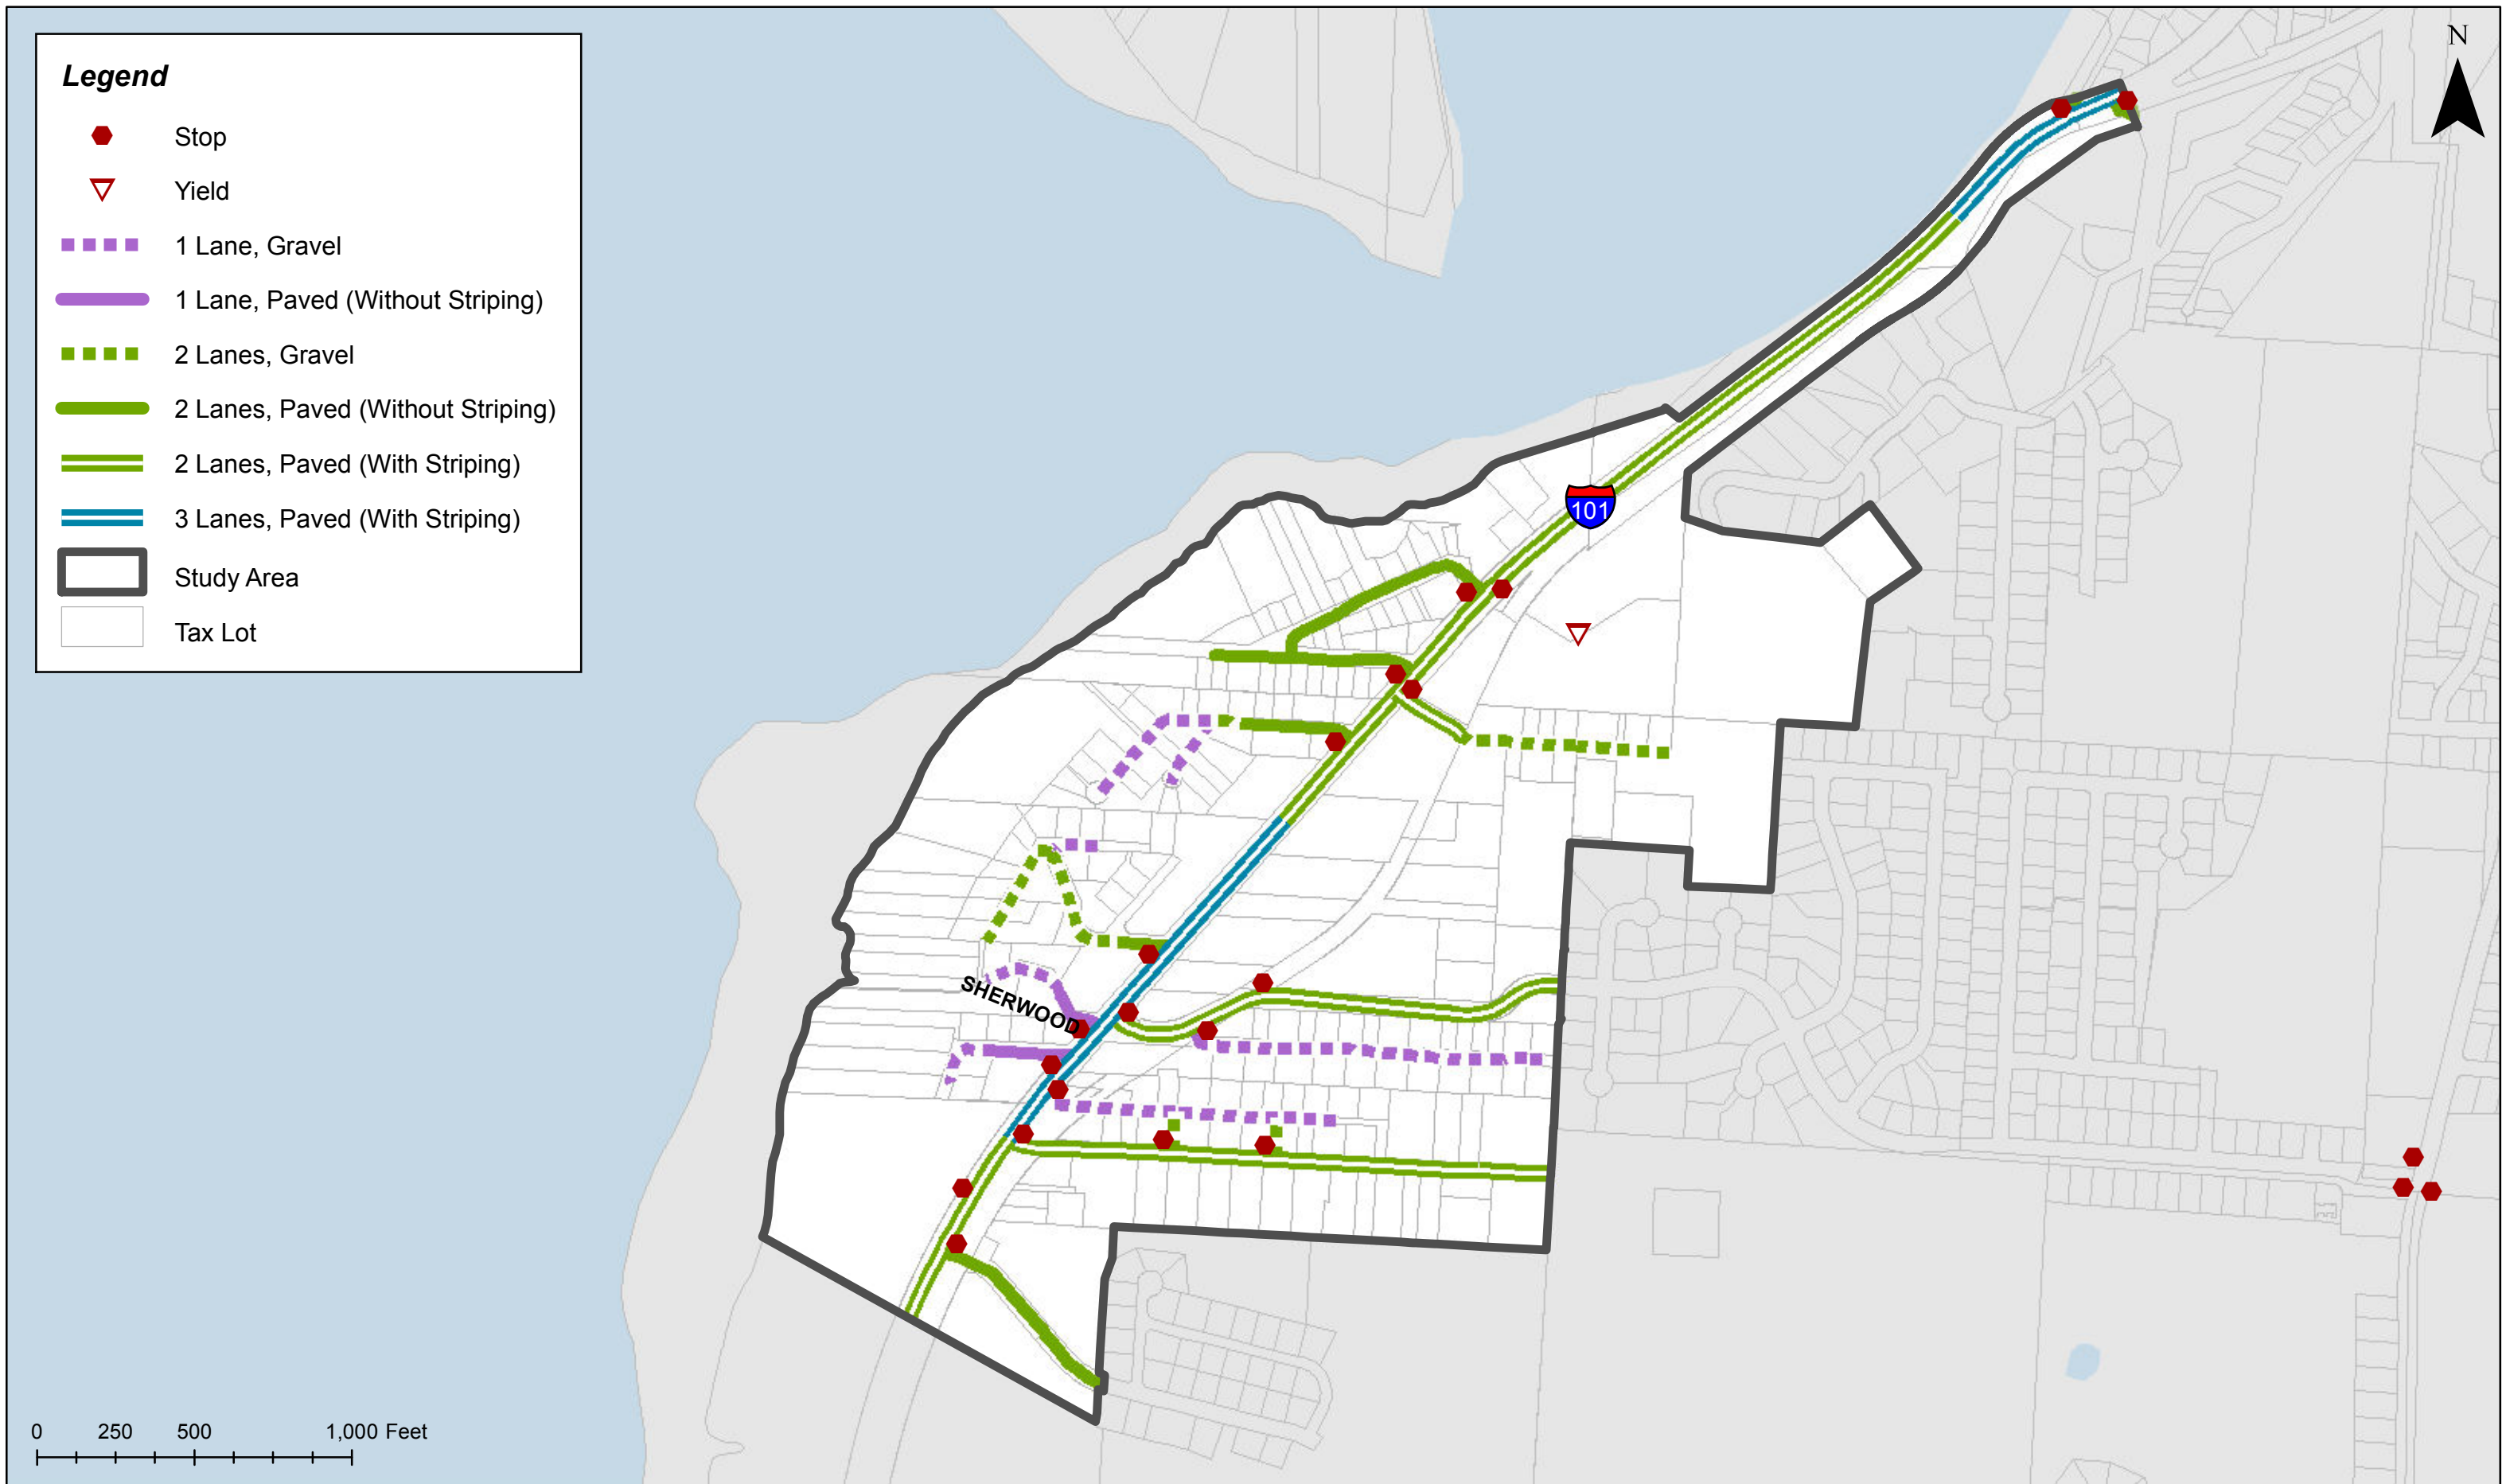 Legend
Stop
Yield
1 Lane, Gravel
1 Lane, Paved (Without Striping)
2 Lanes, Gravel
2 Lanes, Paved (Without Striping)
2 Lanes, Paved (With Striping)
3 Lanes, Paved (With Striping)
Study Area
Tax Lot
N
101
SHERWOOD
0 250 500 1,000 Feet